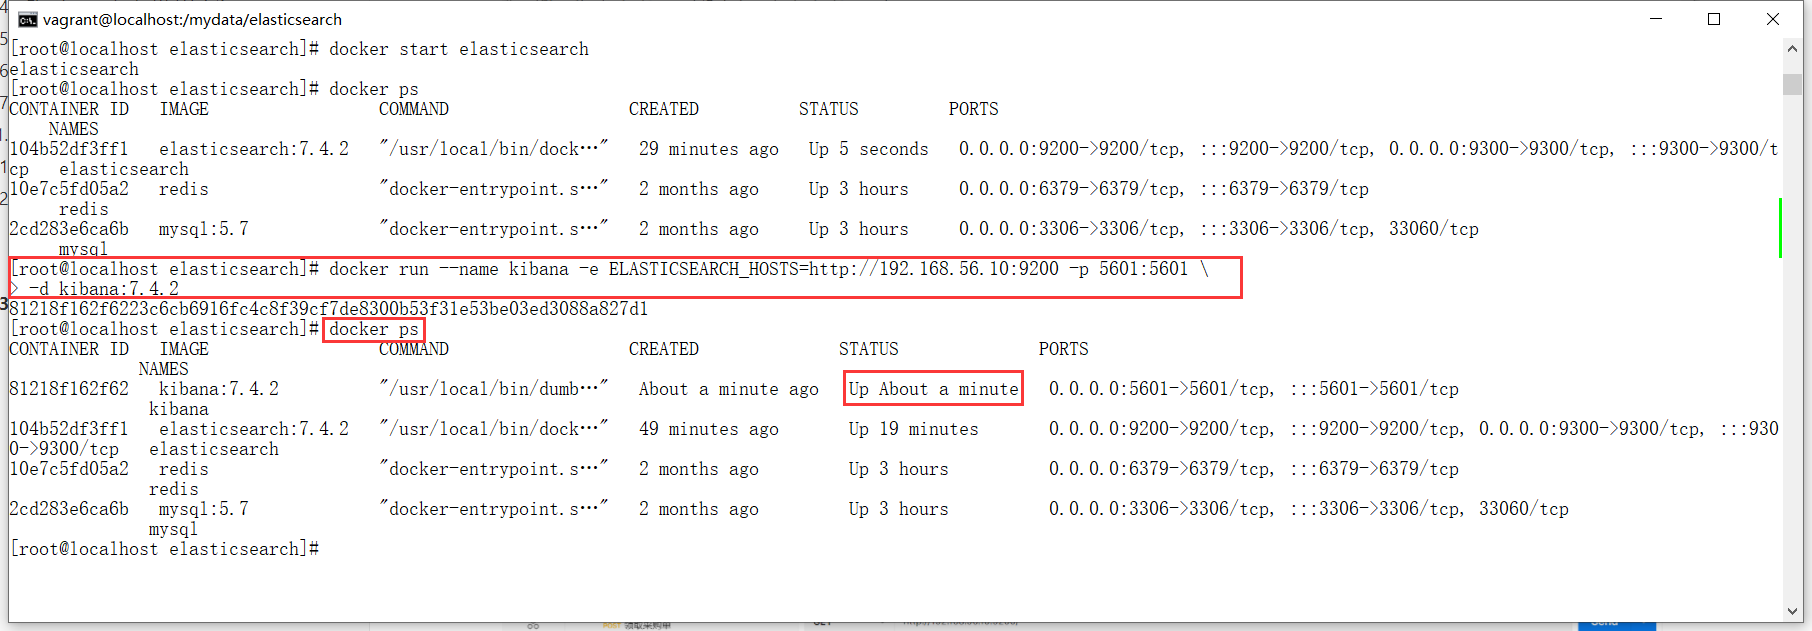 vagrant@localhost:/mydata/elasticsearch
[root@localhost elasticsearch]# docker start elasticsearch
elasticsearch
[root@localhost elasticsearch]# docker ps
CONTAINER ID   IMAGE                 COMMAND                  CREATED          STATUS         PORTS
    NAMES
104b52df3ff1   elasticsearch:7.4.2   "/usr/local/bin/dock…"   29 minutes ago   Up 5 seconds   0.0.0.0:9200->9200/tcp, :::9200->9200/tcp, 0.0.0.0:9300->9300/tcp, :::9300->9300/t
cp   elasticsearch
10e7c5fd05a2   redis                 "docker-entrypoint.s…"   2 months ago     Up 3 hours     0.0.0.0:6379->6379/tcp, :::6379->6379/tcp
     redis
2cd283e6ca6b   mysql:5.7             "docker-entrypoint.s…"   2 months ago     Up 3 hours     0.0.0.0:3306->3306/tcp, :::3306->3306/tcp, 33060/tcp
     mysql
[root@localhost elasticsearch]# docker run --name kibana -e ELASTICSEARCH_HOSTS=http://192.168.56.10:9200 -p 5601:5601 \
> -d kibana:7.4.2
81218f162f6223c6cb6916fc4c8f39cf7de8300b53f31e53be03ed3088a827d1
[root@localhost elasticsearch]# docker ps
CONTAINER ID   IMAGE                 COMMAND                  CREATED              STATUS              PORTS
             NAMES
81218f162f62   kibana:7.4.2          "/usr/local/bin/dumb…"   About a minute ago   Up About a minute   0.0.0.0:5601->5601/tcp, :::5601->5601/tcp
              kibana
104b52df3ff1   elasticsearch:7.4.2   "/usr/local/bin/dock…"   49 minutes ago       Up 19 minutes       0.0.0.0:9200->9200/tcp, :::9200->9200/tcp, 0.0.0.0:9300->9300/tcp, :::930
0->9300/tcp   elasticsearch
10e7c5fd05a2   redis                 "docker-entrypoint.s…"   2 months ago         Up 3 hours          0.0.0.0:6379->6379/tcp, :::6379->6379/tcp
              redis
2cd283e6ca6b   mysql:5.7             "docker-entrypoint.s…"   2 months ago         Up 3 hours          0.0.0.0:3306->3306/tcp, :::3306->3306/tcp, 33060/tcp
              mysql
[root@localhost elasticsearch]#